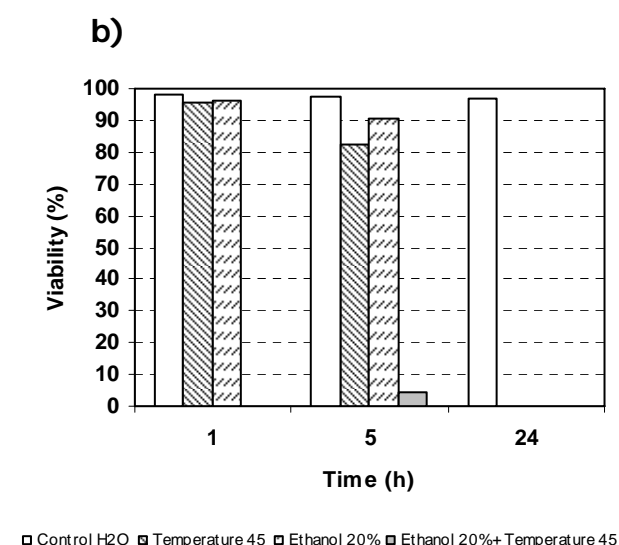 b)
100
90
80
70
60
50
40
30
20
10
0
Viability (%)
1 5 24
Time (h)
Control H2O Temperature 45 Ethanol 20% Ethanol 20%+ Temperature 45